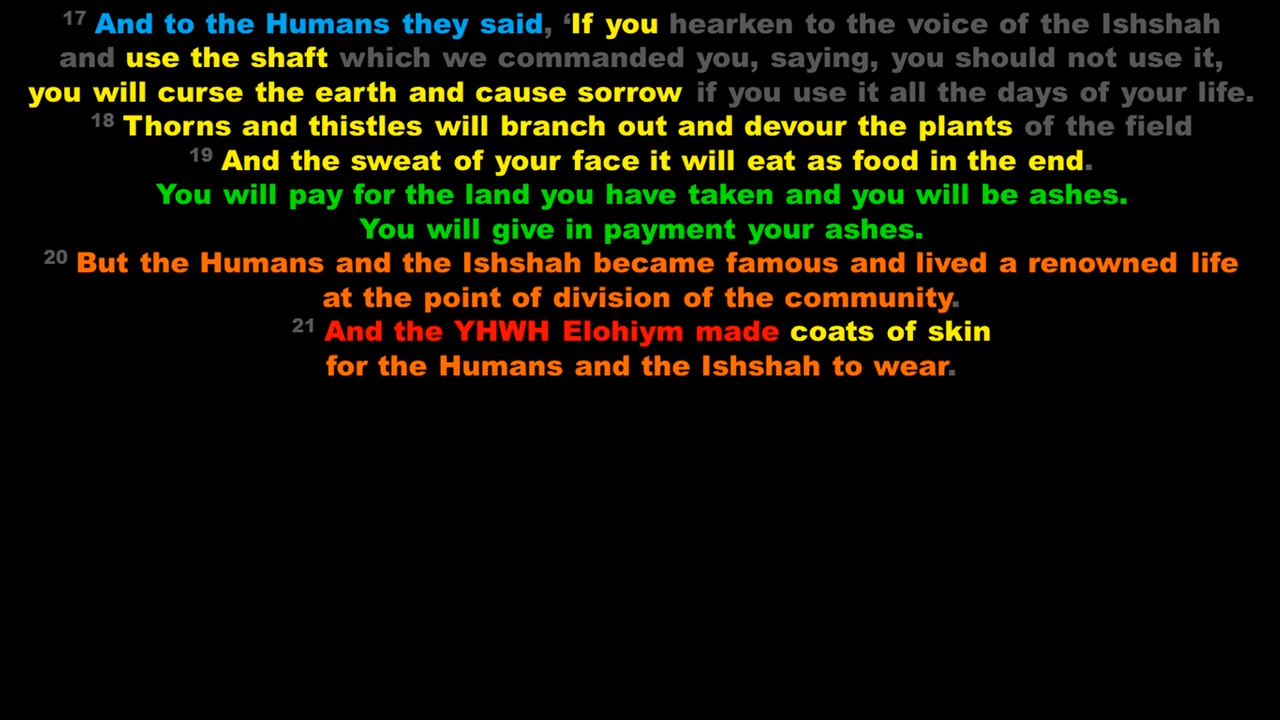 17 And to the Humans they said, ‘If you hearken to the voice of the Ishshah
and use the shaft which we commanded you, saying, you should not use it,
you will curse the earth and cause sorrow if you use it all the days of your life.
18 Thorns and thistles will branch out and devour the plants of the field
19 And the sweat of your face it will eat as food in the end.
You will pay for the land you have taken and you will be ashes.
You will give in payment your ashes.
20 But the Humans and the Ishshah became famous and lived a renowned life
at the point of division of the community.
21 And the YHWH Elohiym made coats of skin
for the Humans and the Ishshah to wear.